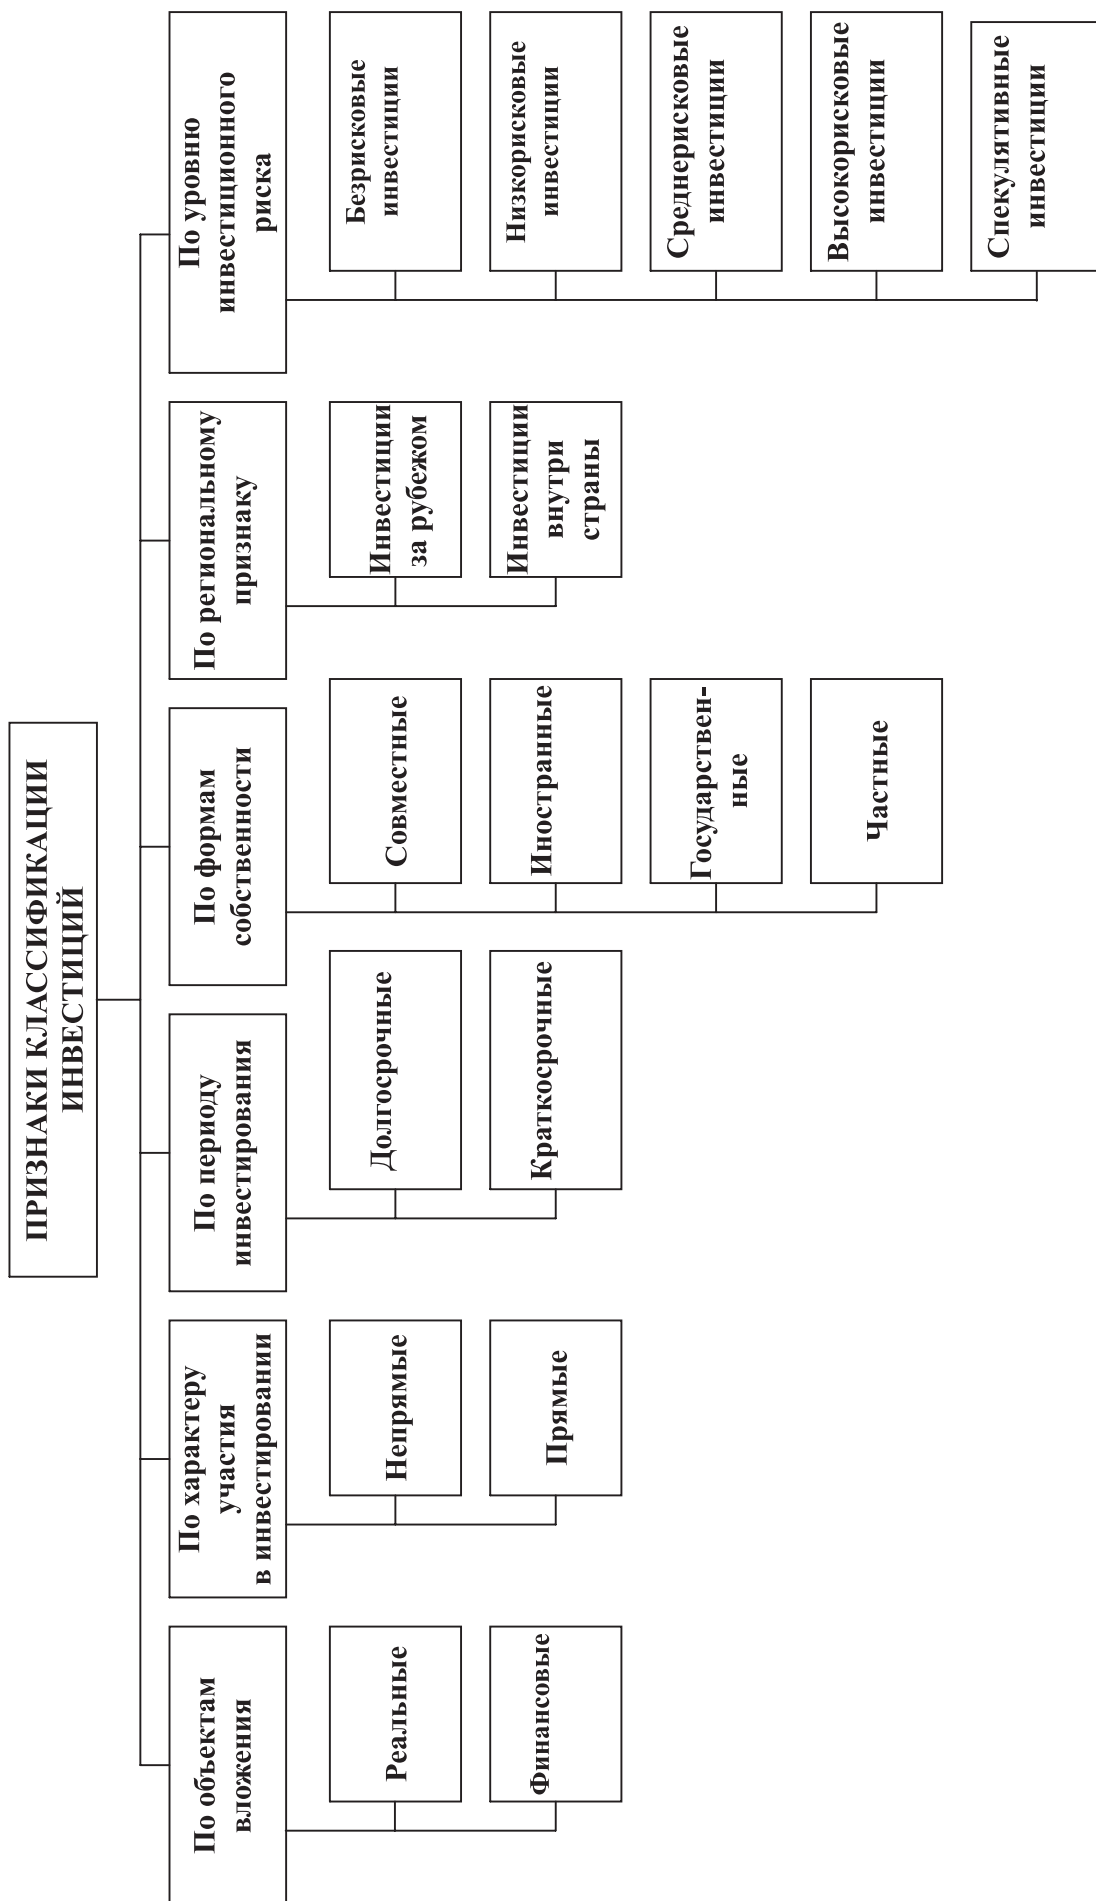 ПРИЗНАКИ КЛАССИФИКАЦИИ
ИНВЕСТИЦИЙ
По объектам
вложения
Реальные
Финансовые
По характеру
участия
в инвестировании
Непрямые
Прямые
По периоду
инвестирования
Долгосрочные
Краткосрочные
По формам
собственности
Совместные
Иностранные
Государствен-
ные
Частные
По региональному
признаку
Инвестиции
за рубежом
Инвестиции
внутри
страны
По уровню
инвестиционного
риска
Безрисковые
инвестиции
Низкорисковые
инвестиции
Среднерисковые
инвестиции
Высокорисковые
инвестиции
Спекулятивные
инвестиции